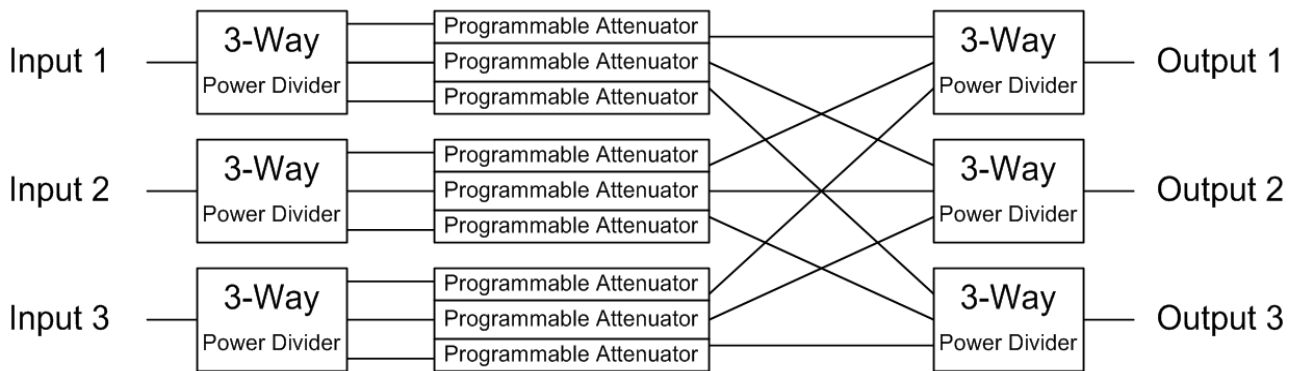 Input 1
3-Way
Power Divider
Programmable Attenuator
Programmable Attenuator
Programmable Attenuator
3-Way
Power Divider
Output 1
Input 2
3-Way
Power Divider
Programmable Attenuator
Programmable Attenuator
Programmable Attenuator
3-Way
Power Divider
Output 2
Input 3
3-Way
Power Divider
Programmable Attenuator
Programmable Attenuator
Programmable Attenuator
3-Way
Power Divider
Output 3